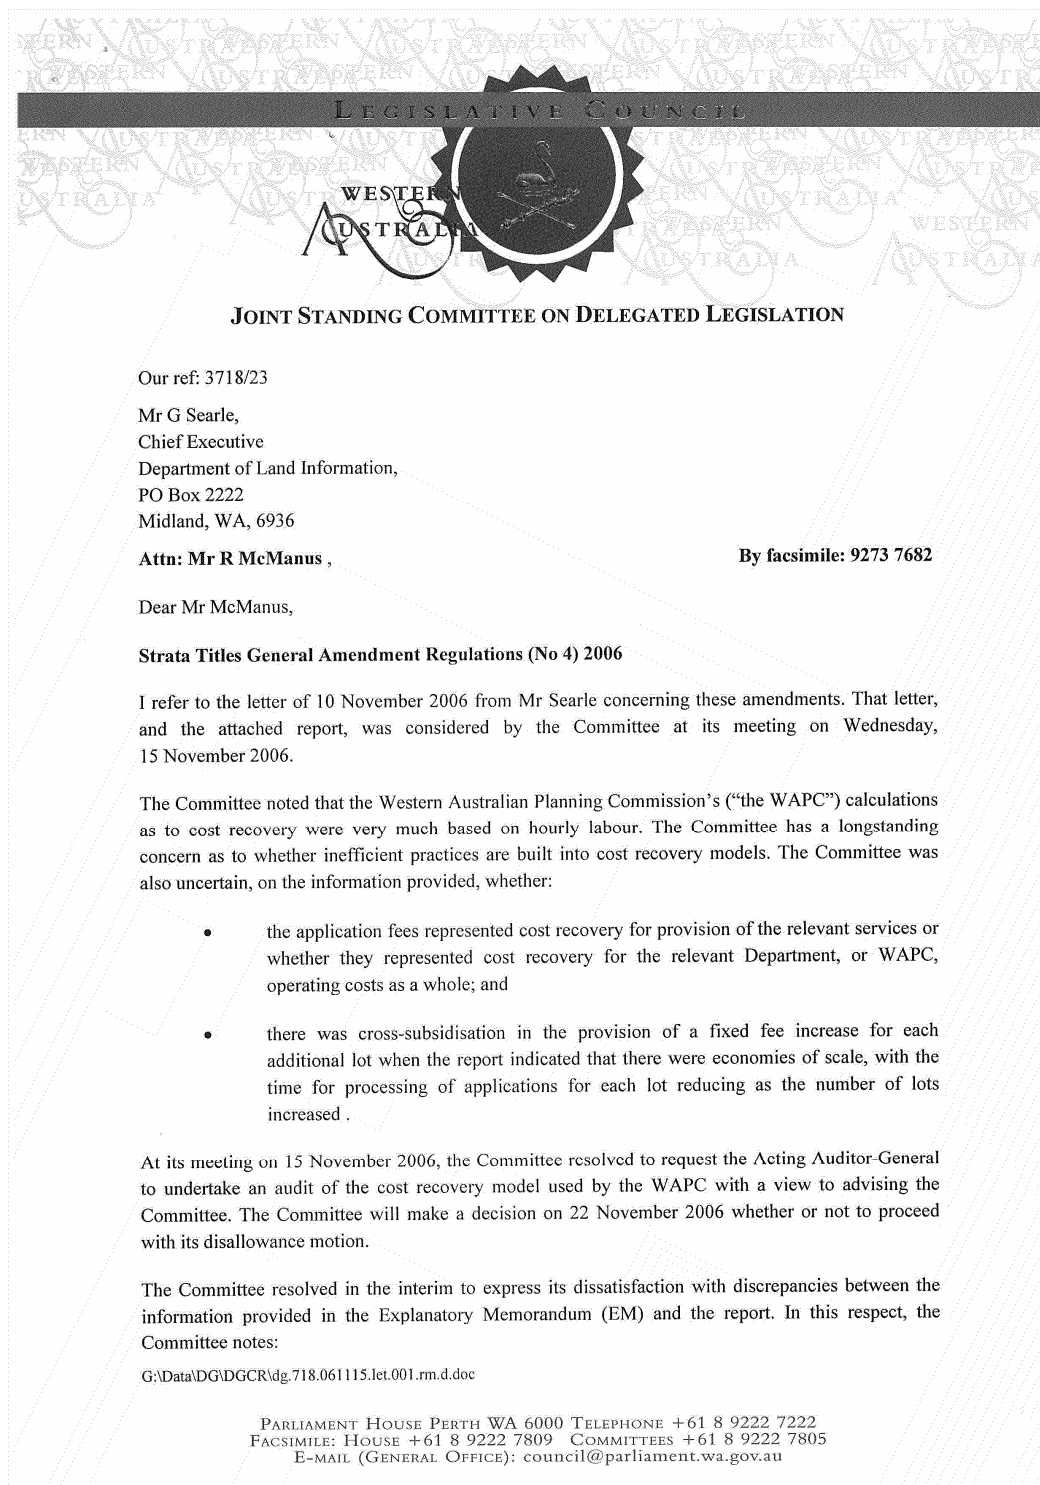 LEGISLATIVE COUNCIL
WESTERN
AUSTRALIA
JOINT STANDING COMMITTEE ON DELEGATED LEGISLATION
Our ref: 3718/23
Mr G Searle,
Chief Executive
Department of Land Information,
PO Box 2222
Midland, WA, 6936
Attn: Mr R McManus ,
By facsimile: 9273 7682
Dear Mr McManus,
Strata Titles General Amendment Regulations (No 4) 2006
I refer to the letter of 10 November 2006 from Mr Searle concerning these amendments. That letter,
and the attached report, was considered by the Committee at its meeting on Wednesday,
15 November 2006.
The Committee noted that the Western Australian Planning Commission's (“the WAPC”) calculations
as to cost recovery were very much based on hourly labour. The Committee has a longstanding
concern as to whether inefficient practices are built into cost recovery models. The Committee was
also uncertain, on the information provided, whether:
• the application fees represented cost recovery for provision of the relevant services or
whether they represented cost recovery for the relevant Department, or WAPC,
operating costs as a whole; and
• there was cross-subsidisation in the provision of a fixed fee increase for each
additional lot when the report indicated that there were economies of scale, with the
time for processing of applications for each lot reducing as the number of lots
increased .
At its meeting on 15 November 2006, the Committee resolved to request the Acting Auditor-General
to undertake an audit of the cost recovery model used by the WAPC with a view to advising the
Committee. The Committee will make a decision on 22 November 2006 whether or not to proceed
with its disallowance motion.
The Committee resolved in the interim to express its dissatisfaction with discrepancies between the
information provided in the Explanatory Memorandum (EM) and the report. In this respect, the
Committee notes:
G:\Data\DG\DGCR\dg.718.061115.let.001.rm.d.doc
PARLIAMENT HOUSE PERTH WA 6000 TELEPHONE +61 8 9222 7222
FACSIMILE: HOUSE +61 8 9222 7809 COMMITTEES +61 8 9222 7805
E-MAIL (GENERAL OFFICE): council@parliament.wa.gov.au